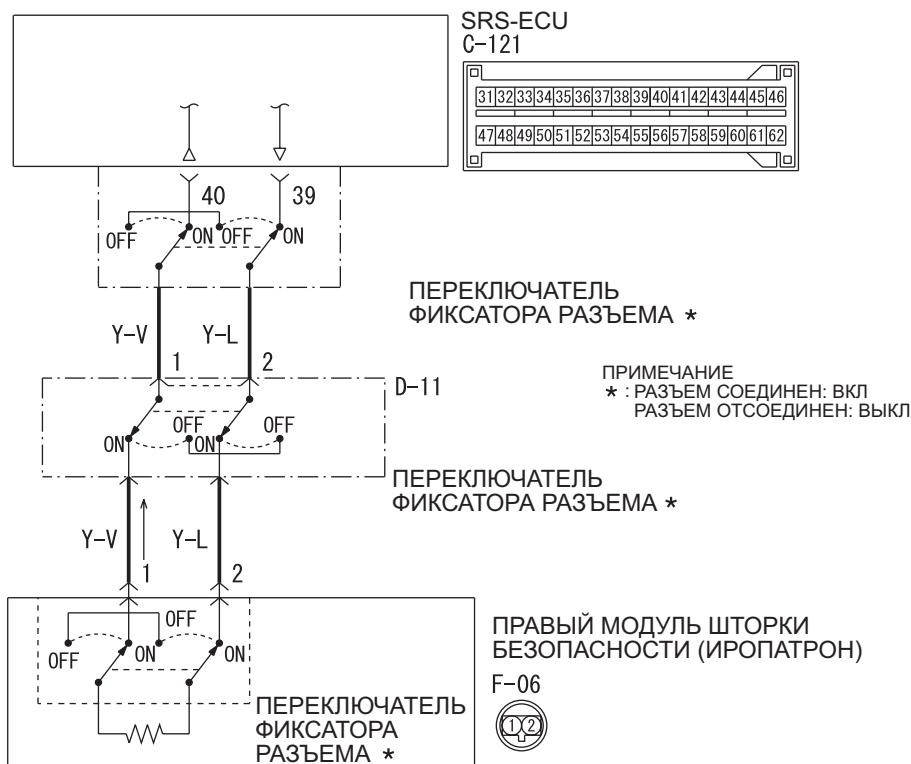 SRS-ECU
C-121
31 32 33 34 35 36 37 38 39 40 41 42 43 44 45 46
47 48 49 50 51 52 53 54 55 56 57 58 59 60 61 62
40 39
OFF ON OFF ON
ПЕРЕКЛЮЧАТЕЛЬ
ФИКСАТОРА РАЗЪЕМА *
Y-V Y-L
1 2
D-11
ПРИМЕЧАНИЕ
* : РАЗЪЕМ СОЕДИНЕН: ВКЛ
РАЗЪЕМ ОТСОЕДИНЕН: ВЫКЛ
ON OFF ON OFF
ПЕРЕКЛЮЧАТЕЛЬ
ФИКСАТОРА РАЗЪЕМА *
Y-V Y-L
1 2
OFF ON OFF ON
ПРАВЫЙ МОДУЛЬ ШТОРКИ
БЕЗОПАСНОСТИ (ИРОПАТРОН)
F-06
1 2
ПЕРЕКЛЮЧАТЕЛЬ
ФИКСАТОРА
РАЗЪЕМА *